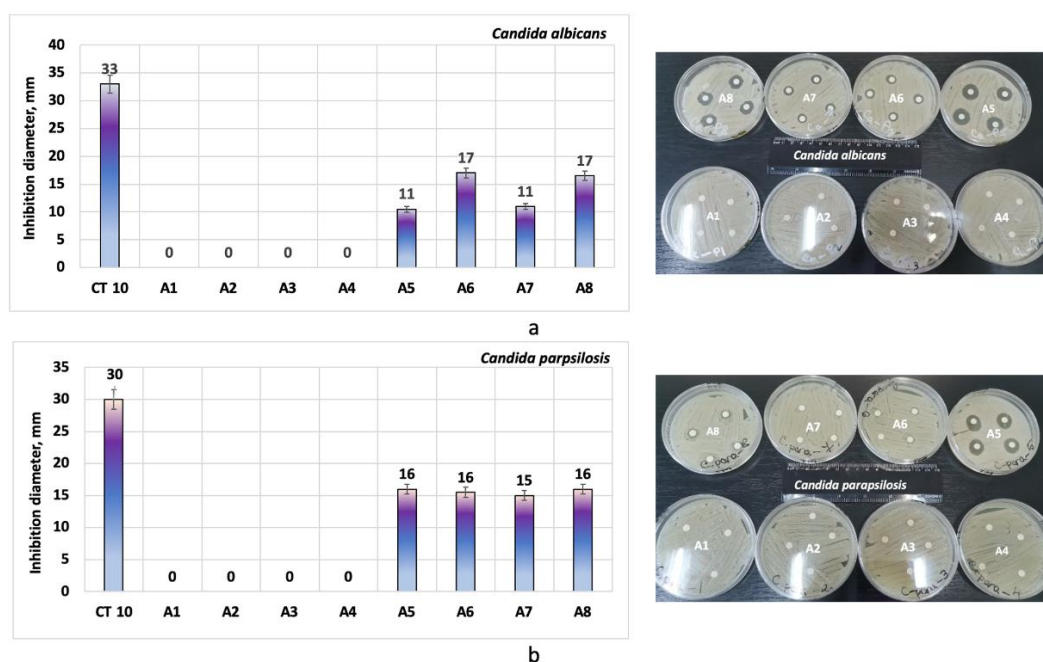 Candida albicans
Inhibition diameter, mm
40
35
30
25
20
15
10
5
0
33
0
0
0
0
11
17
11
17
CT 10 A1 A2 A3 A4 A5 A6 A7 A8
A8 A7 A6 A5
Candida albicans
A1 A2 A3 A4
a
Candida parpsilosis
Inhibition diameter, mm
35
30
25
20
15
10
5
0
30
0
0
0
0
16
16
15
16
CT 10 A1 A2 A3 A4 A5 A6 A7 A8
A8 A7 A6 A5
Candida parapsilosis
A1 A2 A3 A4
b